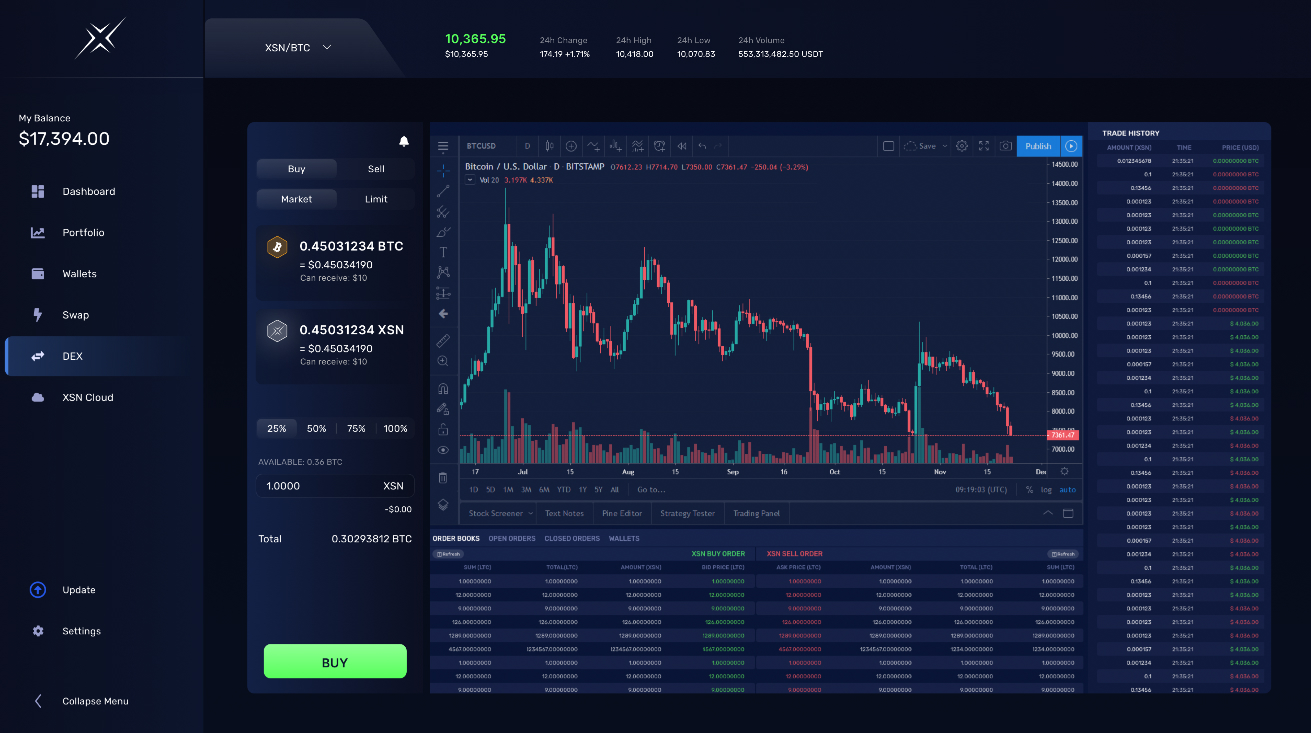 XSN/BTC
10,365.95
$10,365.95
24h Change
174.19 +1.71%
24h High
10,418.00
24h Low
10,070.83
24h Volume
553,313,482.50 USDT
My Balance
$17,394.00
Dashboard
Portfolio
Wallets
Swap
DEX
XSN Cloud
Update
Settings
Collapse Menu
Buy
Sell
Market
Limit
0.45031234 BTC
= $0.45034190
Can receive: $10
0.45031234 XSN
= $0.45034190
Can receive: $10
25% 50% 75% 100%
AVAILABLE: 0.36 BTC
1.0000 XSN
~$0.00
Total 0.30293812 BTC
BUY
BTCUSD D
Save
Publish
Bitcoin / U.S. Dollar D BITSTAMP O7612.23 H7714.70 L7350.00 C7361.47 -250.04 (-3.29%)
Vol 20 3.197K 4.337K
14500.00
14000.00
13500.00
13000.00
12500.00
12000.00
11500.00
11000.00
10500.00
10000.00
9500.00
9000.00
8500.00
8000.00
7361.47
7000.00
17 Jul 15 Aug 15 Sep 16 Oct 15 Nov 15 Dec
1D 5D 1M 3M 6M YTD 1Y 5Y All Go to...
09:19:03 (UTC) % log auto
Stock Screener Text Notes Pine Editor Strategy Tester Trading Panel
ORDER BOOKS OPEN ORDERS CLOSED ORDERS WALLETS
Refresh XSN BUY ORDER XSN SELL ORDER Refresh
SUM (LTC) TOTAL(LTC) AMOUNT (XSN) BID PRICE (LTC) ASK PRICE (LTC) AMOUNT (XSN) TOTAL (LTC) SUM (LTC)
1.00000000 1.00000000 1.00000000 1.00000000 1.00000000 1.00000000 1.00000000 1.00000000
12.00000000 12.00000000 12.00000000 12.00000000 12.00000000 12.00000000 12.00000000 12.00000000
9.00000000 9.00000000 9.00000000 9.00000000 9.00000000 9.00000000 9.00000000 9.00000000
126.00000000 126.00000000 126.00000000 126.00000000 126.00000000 126.00000000 126.00000000 126.00000000
1289.00000000 1289.00000000 1289.00000000 1289.00000000 1289.00000000 1289.00000000 1289.00000000 1289.00000000
4567.00000000 1234567.00000000 1234567.00000000 4567.00000000 4567.00000000 1234567.00000000 1234.00000000 4567.00000000
1.00000000 1.00000000 1.00000000 1.00000000 1.00000000 1.00000000 1.00000000 1.00000000
12.00000000 12.00000000 12.00000000 12.00000000 12.00000000 12.00000000 12.00000000 12.00000000
9.00000000 9.00000000 9.00000000 9.00000000 9.00000000 9.00000000 9.00000000 9.00000000
TRADE HISTORY
AMOUNT (XSN) TIME PRICE (USD)
0.012345678 21:35:21 0.00000000 BTC
0.1 21:35:21 0.00000000 BTC
0.13456 21:35:21 0.00000000 BTC
0.000123 21:35:21 0.00000000 BTC
0.000123 21:35:21 0.00000000 BTC
0.000123 21:35:21 0.00000000 BTC
0.000123 21:35:21 0.00000000 BTC
0.000157 21:35:21 0.00000000 BTC
0.001234 21:35:21 0.00000000 BTC
0.1 21:35:21 0.00000000 BTC
0.13456 21:35:21 0.00000000 BTC
0.000123 21:35:21 0.00000000 BTC
0.000123 21:35:21 $ 4,036.00
0.000123 21:35:21 $ 4,036.00
0.000123 21:35:21 $ 4,036.00
0.000157 21:35:21 $ 4,036.00
0.001234 21:35:21 $ 4,036.00
0.1 21:35:21 $ 4,036.00
0.13456 21:35:21 $ 4,036.00
0.000123 21:35:21 $ 4,036.00
0.000123 21:35:21 $ 4,036.00
0.001234 21:35:21 $ 4,036.00
0.1 21:35:21 $ 4,036.00
0.13456 21:35:21 $ 4,036.00
0.000123 21:35:21 $ 4,036.00
0.000123 21:35:21 $ 4,036.00
0.000123 21:35:21 $ 4,036.00
0.000123 21:35:21 $ 4,036.00
0.000157 21:35:21 $ 4,036.00
0.001234 21:35:21 $ 4,036.00
0.1 21:35:21 $ 4,036.00
0.13456 21:35:21 $ 4,036.00
0.000123 21:35:21 $ 4,036.00
0.000123 21:35:21 $ 4,036.00
0.000123 21:35:21 $ 4,036.00
0.000123 21:35:21 $ 4,036.00
0.000157 21:35:21 $ 4,036.00
0.001234 21:35:21 $ 4,036.00
0.1 21:35:21 $ 4,036.00
0.13456 21:35:21 $ 4,036.00